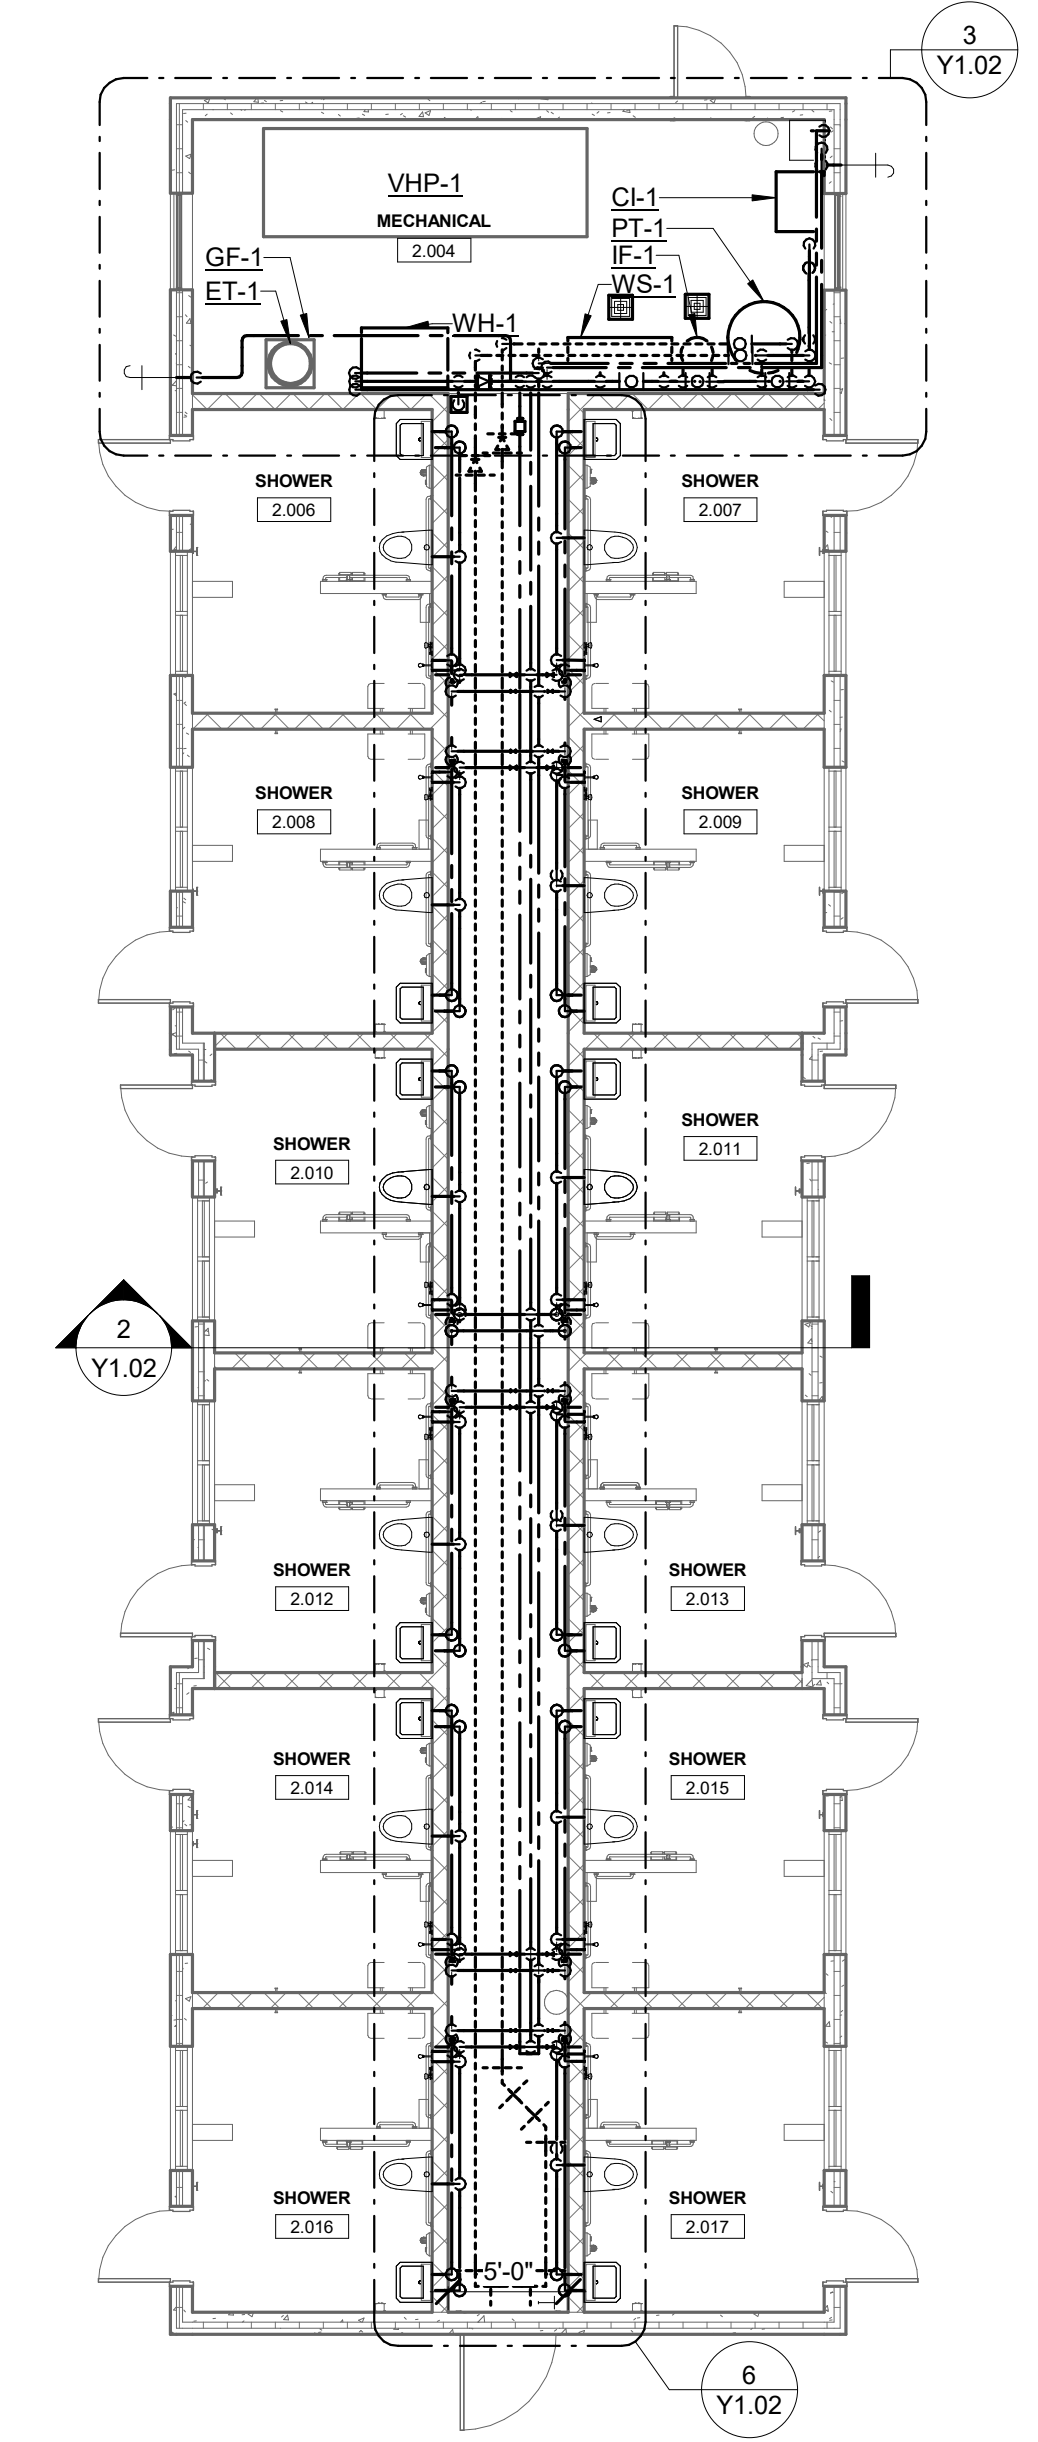 3
Y1.02
VHP-1
MECHANICAL
2.004
CI-1
PT-1
IF-1
WS-1
GF-1
ET-1
WH-1
SHOWER
2.006
SHOWER
2.007
SHOWER
2.008
SHOWER
2.009
SHOWER
2.010
SHOWER
2.011
2
Y1.02
SHOWER
2.012
SHOWER
2.013
SHOWER
2.014
SHOWER
2.015
SHOWER
2.016
SHOWER
2.017
5'-0"
6
Y1.02